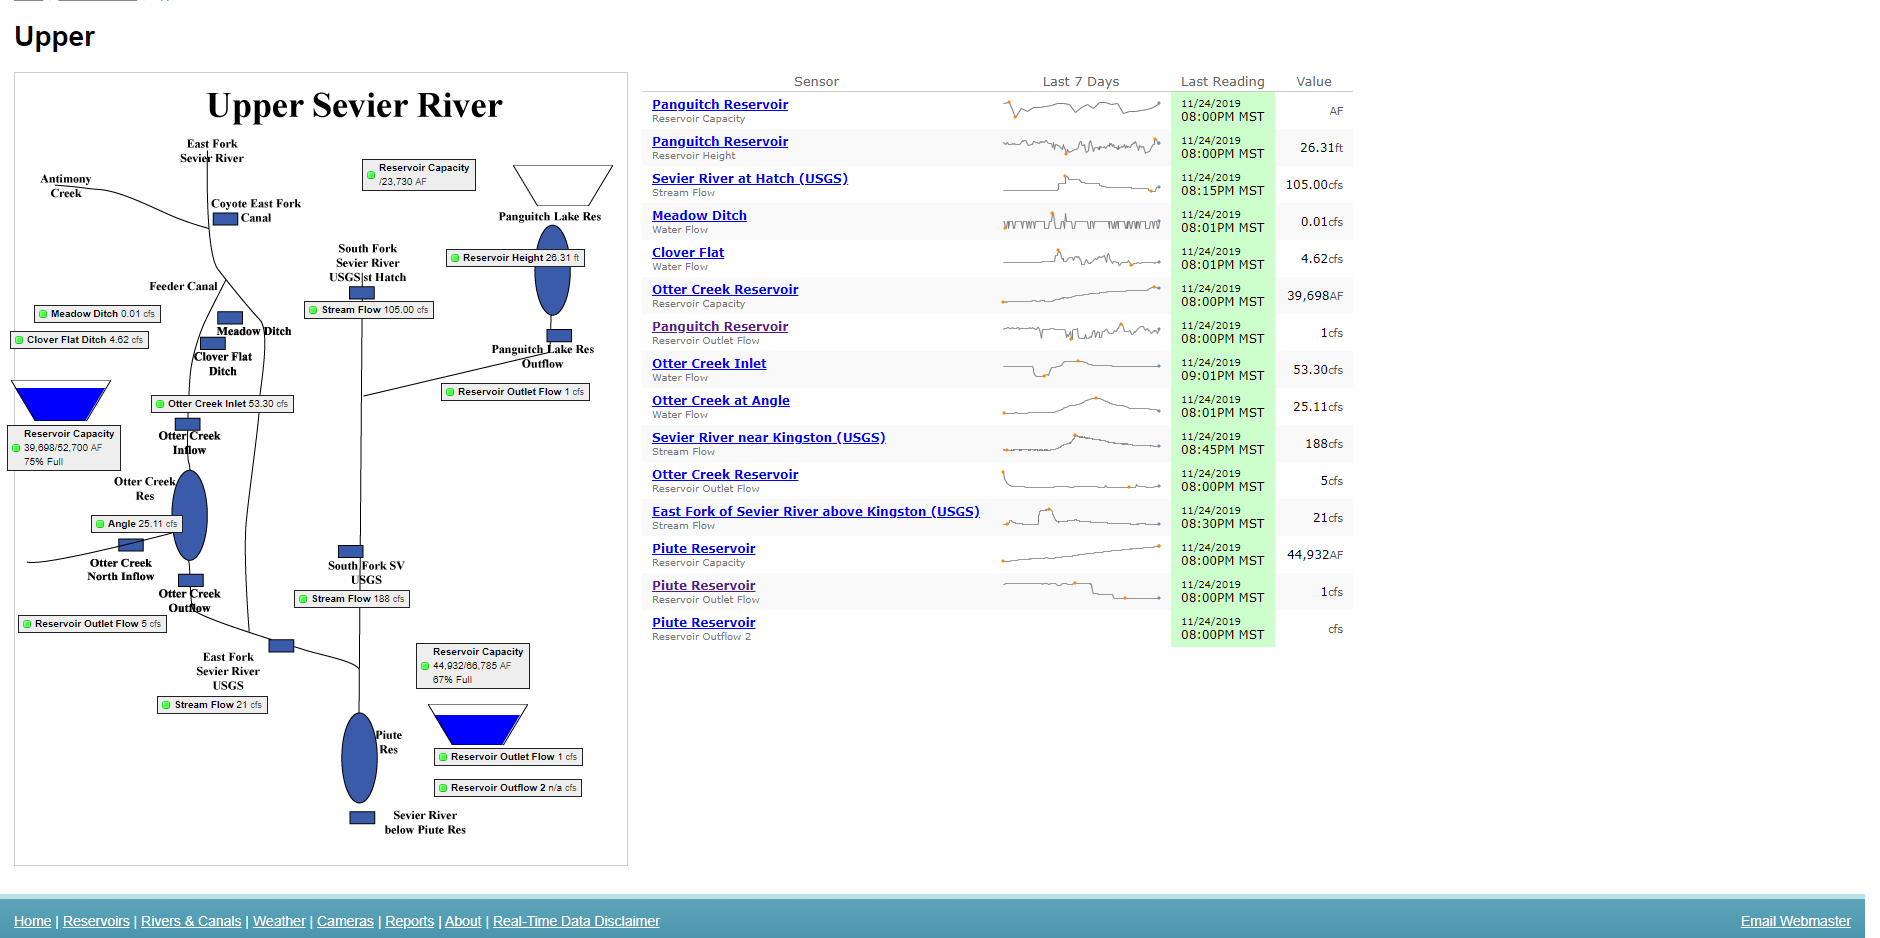 Upper
Upper Sevier River
East Fork
Sevier River
Antimony
Creek
Coyote East Fork
Canal
Reservoir Capacity
/23,730 AF
Panguitch Lake Res
South Fork
Sevier River
USGS st Hatch
Reservoir Height 26.31 ft
Feeder Canal
Stream Flow 105.00 cfs
Meadow Ditch 0.01 cfs
Meadow Ditch
Clover Flat Ditch 4.62 cfs
Clover Flat
Ditch
Panguitch Lake Res
Outflow
Reservoir Outlet Flow 1 cfs
Otter Creek Inlet 53.30 cfs
Otter Creek
Inflow
Reservoir Capacity
39,698/52,700 AF
75% Full
Otter Creek
Res
Angle 25.11 cfs
Otter Creek
North Inflow
Otter Creek
Outflow
South Fork SV
USGS
Stream Flow 188 cfs
Reservoir Outlet Flow 5 cfs
East Fork
Sevier River
USGS
Stream Flow 21 cfs
Reservoir Capacity
44,932/66,785 AF
67% Full
Piute
Res
Reservoir Outlet Flow 1 cfs
Reservoir Outflow 2 n/a cfs
Sevier River
below Piute Res
Sensor Last 7 Days Last Reading Value
Panguitch Reservoir 11/24/2019
Reservoir Capacity 08:00PM MST AF
Panguitch Reservoir 11/24/2019
Reservoir Height 08:00PM MST 26.31ft
Sevier River at Hatch (USGS) 11/24/2019
Stream Flow 08:15PM MST 105.00cfs
Meadow Ditch 11/24/2019
Water Flow 08:01PM MST 0.01cfs
Clover Flat 11/24/2019
Water Flow 08:01PM MST 4.62cfs
Otter Creek Reservoir 11/24/2019
Reservoir Capacity 08:00PM MST 39,698AF
Panguitch Reservoir 11/24/2019
Reservoir Outlet Flow 08:00PM MST 1cfs
Otter Creek Inlet 11/24/2019
Water Flow 09:01PM MST 53.30cfs
Otter Creek at Angle 11/24/2019
Water Flow 08:01PM MST 25.11cfs
Sevier River near Kingston (USGS) 11/24/2019
Stream Flow 08:45PM MST 188cfs
Otter Creek Reservoir 11/24/2019
Reservoir Outlet Flow 08:00PM MST 5cfs
East Fork of Sevier River above Kingston (USGS) 11/24/2019
Stream Flow 08:30PM MST 21cfs
Piute Reservoir 11/24/2019
Reservoir Capacity 08:00PM MST 44,932AF
Piute Reservoir 11/24/2019
Reservoir Outlet Flow 08:00PM MST 1cfs
Piute Reservoir 11/24/2019
Reservoir Outflow 2 08:00PM MST cfs
Home | Reservoirs | Rivers & Canals | Weather | Cameras | Reports | About | Real-Time Data Disclaimer
Email Webmaster